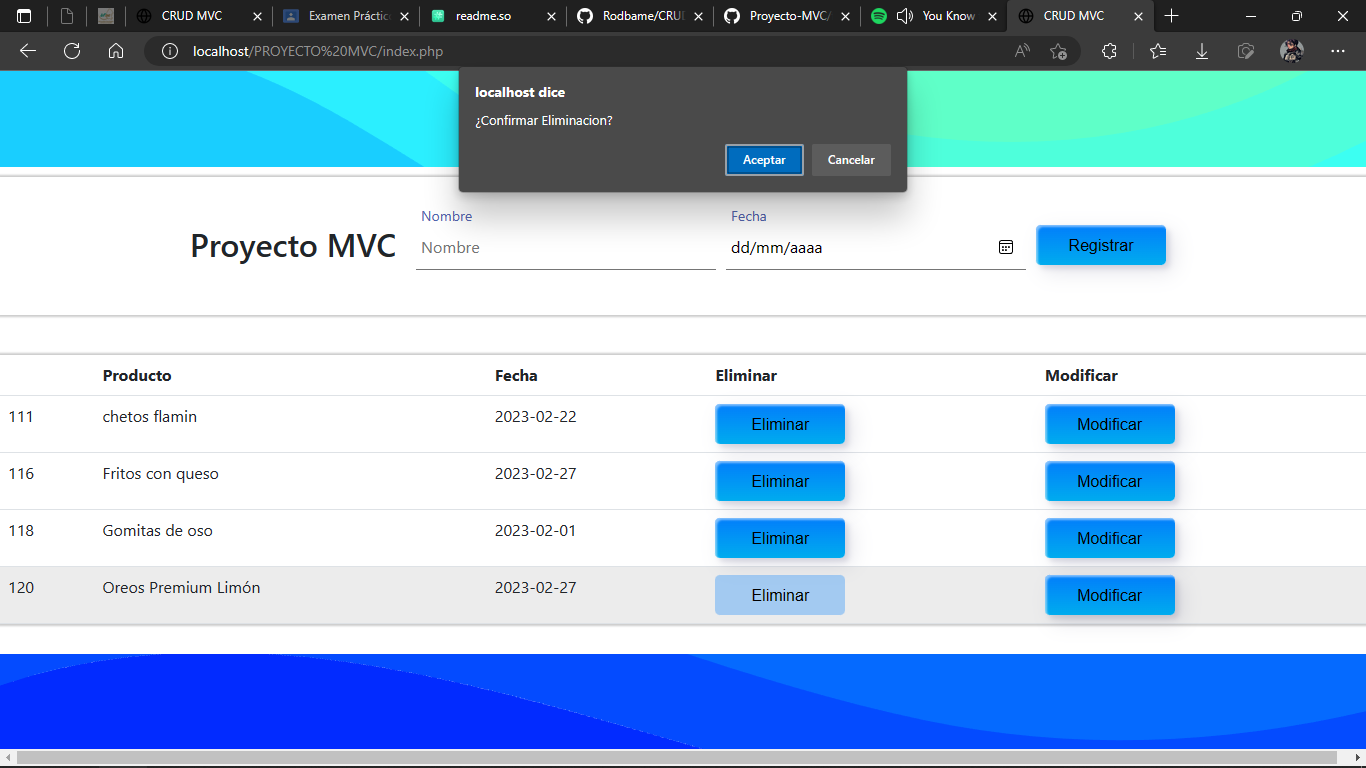 CRUD MVC
Examen Práctic
readme.so
Rodbame/CRUD
Proyecto-MVC/
You Know
CRUD MVC
localhost/PROYECTO%20MVC/index.php
localhost dice
¿Confirmar Eliminacion?
Aceptar Cancelar
Nombre Fecha
Proyecto MVC Nombre dd/mm/aaaa Registrar
Producto Fecha Eliminar Modificar
111 chetos flamin 2023-02-22 Eliminar Modificar
116 Fritos con queso 2023-02-27 Eliminar Modificar
118 Gomitas de oso 2023-02-01 Eliminar Modificar
120 Oreos Premium Limón 2023-02-27 Eliminar Modificar